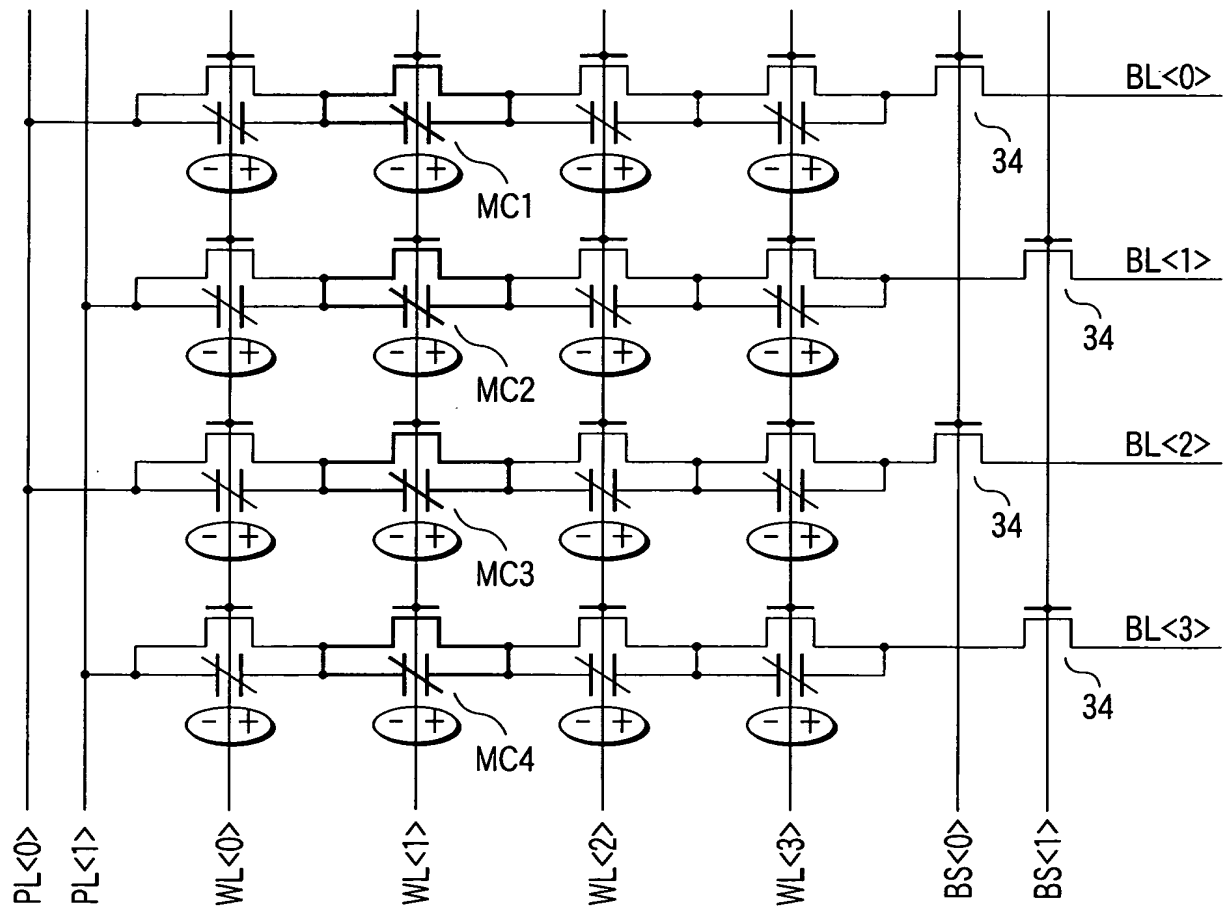 BL<0>
34
- + - + - + - +
MC1
BL<1>
34
- + - + - + - +
MC2
BL<2>
34
- + - + - + - +
MC3
BL<3>
34
- + - + - + - +
MC4
PL<0>
PL<1>
WL<0>
WL<1>
WL<2>
WL<3>
BS<0>
BS<1>